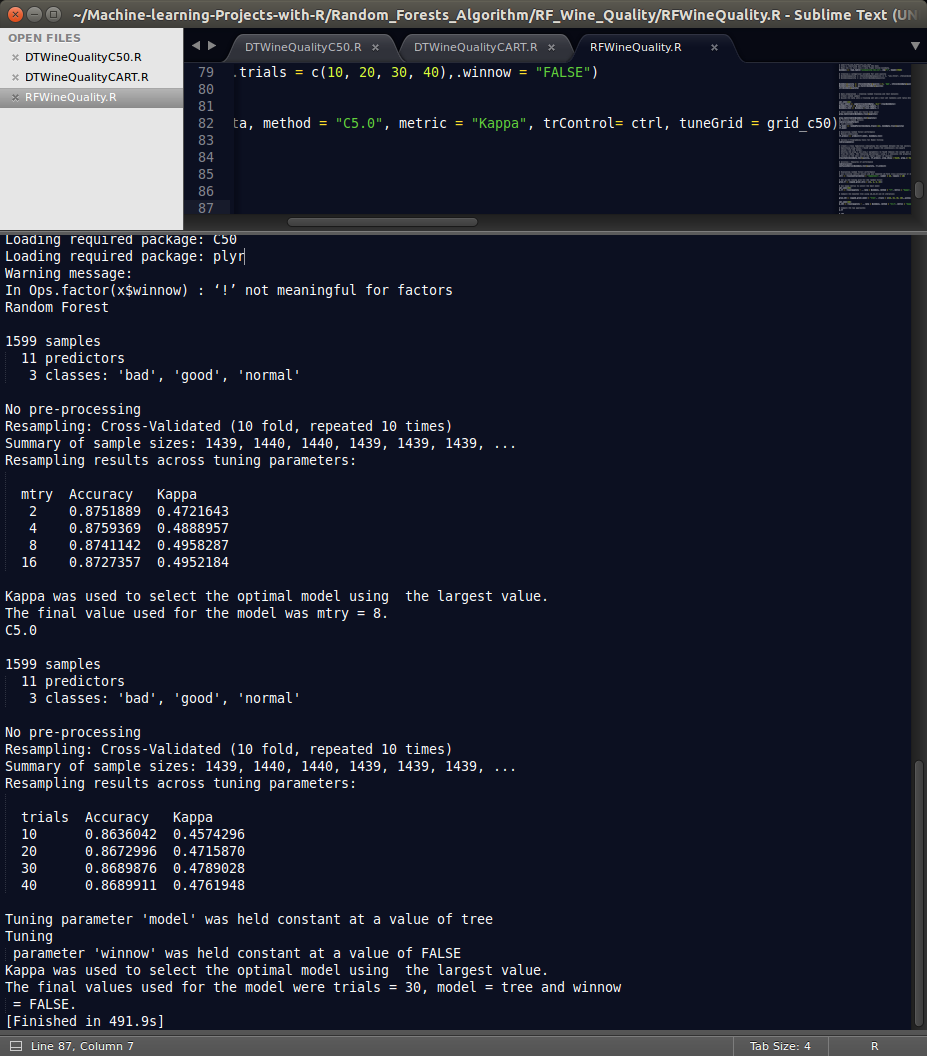 ~/Machine-learning-Projects-with-R/Random_Forests_Algorithm/RF_Wine_Quality/RFWineQuality.R - Sublime Text (UN
OPEN FILES
DTWineQualityC50.R
DTWineQualityCART.R
RFWineQuality.R
DTWineQualityC50.R × DTWineQualityCART.R × RFWineQuality.R ×
79 .trials = c(10, 20, 30, 40),.winnow = "FALSE")
80
81
82 ta, method = "C5.0", metric = "Kappa", trControl= ctrl, tuneGrid = grid_c50)
83
84
85
86
87
Loading required package: C50
Loading required package: plyr
Warning message:
In Ops.factor(x$winnow) : ‘!’ not meaningful for factors
Random Forest
1599 samples
11 predictors
3 classes: 'bad', 'good', 'normal'
No pre-processing
Resampling: Cross-Validated (10 fold, repeated 10 times)
Summary of sample sizes: 1439, 1440, 1440, 1439, 1439, 1439, ...
Resampling results across tuning parameters:
mtry Accuracy Kappa
2 0.8751889 0.4721643
4 0.8759369 0.4888957
8 0.8741142 0.4958287
16 0.8727357 0.4952184
Kappa was used to select the optimal model using  the largest value.
The final value used for the model was mtry = 8.
C5.0
1599 samples
11 predictors
3 classes: 'bad', 'good', 'normal'
No pre-processing
Resampling: Cross-Validated (10 fold, repeated 10 times)
Summary of sample sizes: 1439, 1440, 1440, 1439, 1439, 1439, ...
Resampling results across tuning parameters:
trials Accuracy Kappa
10 0.8636042 0.4574296
20 0.8672996 0.4715870
30 0.8689876 0.4789028
40 0.8689911 0.4761948
Tuning parameter 'model' was held constant at a value of tree
Tuning
parameter 'winnow' was held constant at a value of FALSE
Kappa was used to select the optimal model using  the largest value.
The final values used for the model were trials = 30, model = tree and winnow
= FALSE.
[Finished in 491.9s]
Line 87, Column 7
Tab Size: 4
R